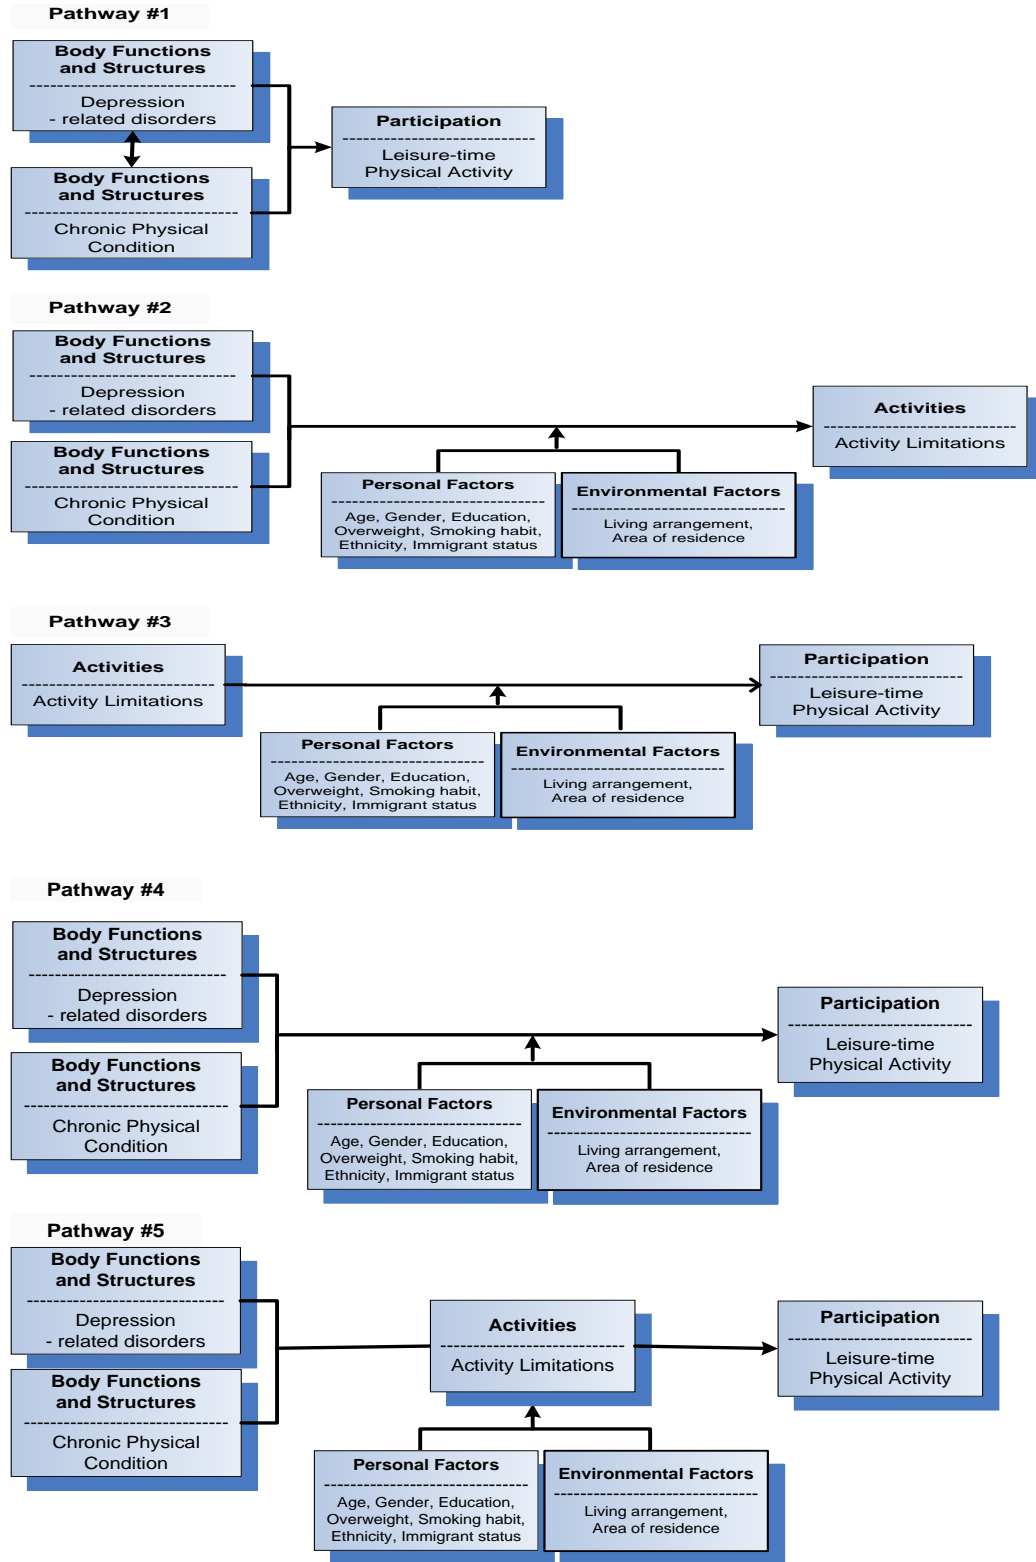 Pathway #1
Body Functions
and Structures
Depression
- related disorders
Body Functions
and Structures
Chronic Physical
Condition
Participation
Leisure-time
Physical Activity
Pathway #2
Body Functions
and Structures
Depression
- related disorders
Body Functions
and Structures
Chronic Physical
Condition
Personal Factors
Age, Gender, Education,
Overweight, Smoking habit,
Ethnicity, Immigrant status
Environmental Factors
Living arrangement,
Area of residence
Activities
Activity Limitations
Pathway #3
Activities
Activity Limitations
Personal Factors
Age, Gender, Education,
Overweight, Smoking habit,
Ethnicity, Immigrant status
Environmental Factors
Living arrangement,
Area of residence
Participation
Leisure-time
Physical Activity
Pathway #4
Body Functions
and Structures
Depression
- related disorders
Body Functions
and Structures
Chronic Physical
Condition
Personal Factors
Age, Gender, Education,
Overweight, Smoking habit,
Ethnicity, Immigrant status
Environmental Factors
Living arrangement,
Area of residence
Participation
Leisure-time
Physical Activity
Pathway #5
Body Functions
and Structures
Depression
- related disorders
Body Functions
and Structures
Chronic Physical
Condition
Activities
Activity Limitations
Personal Factors
Age, Gender, Education,
Overweight, Smoking habit,
Ethnicity, Immigrant status
Environmental Factors
Living arrangement,
Area of residence
Participation
Leisure-time
Physical Activity